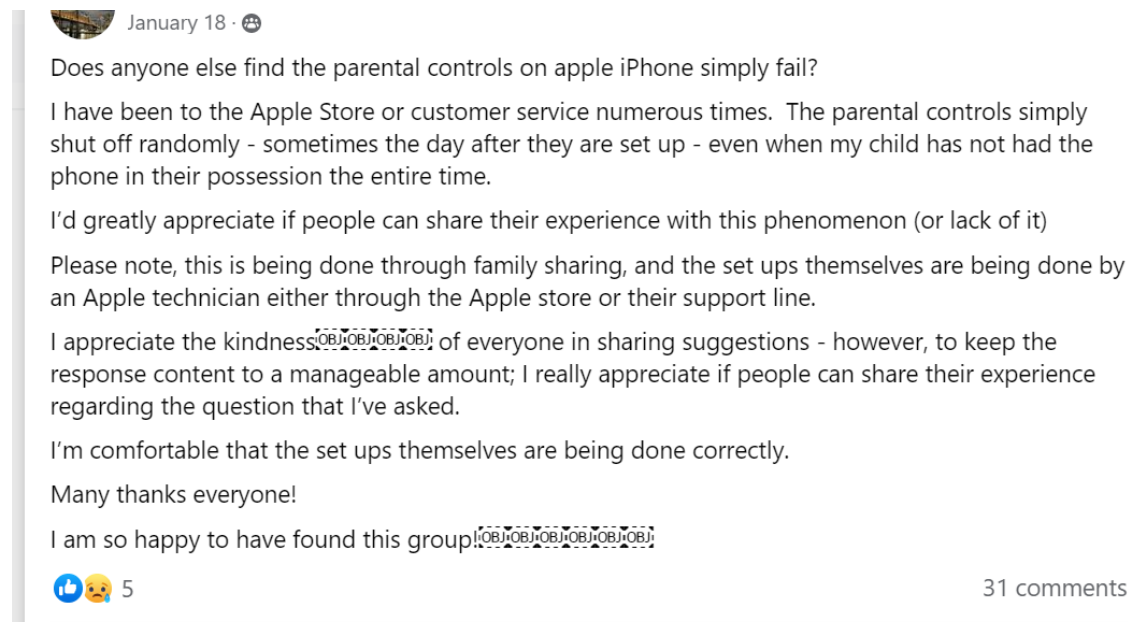 January 18 ·
Does anyone else find the parental controls on apple iPhone simply fail?
I have been to the Apple Store or customer service numerous times.  The parental controls simply
shut off randomly - sometimes the day after they are set up - even when my child has not had the
phone in their possession the entire time.
I’d greatly appreciate if people can share their experience with this phenomenon (or lack of it)
Please note, this is being done through family sharing, and the set ups themselves are being done by
an Apple technician either through the Apple store or their support line.
I appreciate the kindness￼￼￼￼ of everyone in sharing suggestions - however, to keep the
response content to a manageable amount; I really appreciate if people can share their experience
regarding the question that I’ve asked.
I’m comfortable that the set ups themselves are being done correctly.
Many thanks everyone!
I am so happy to have found this group!￼￼￼￼￼￼
5
31 comments